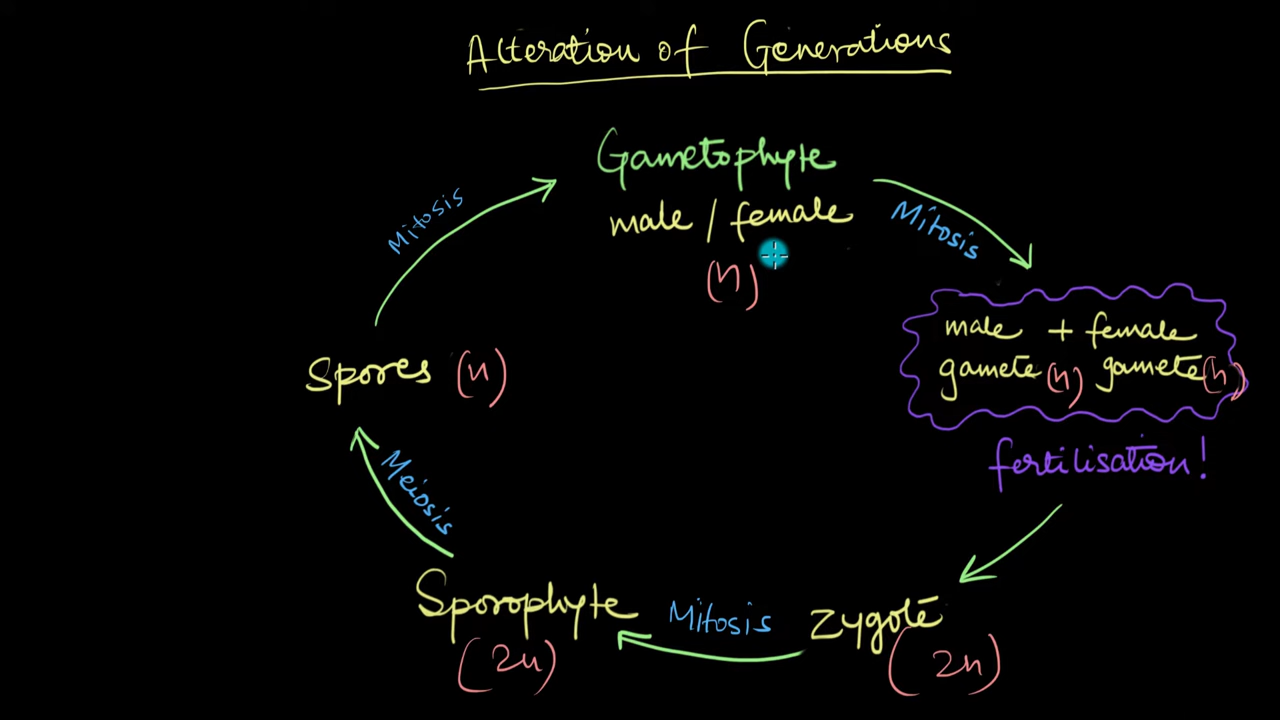 Alteration of Generations
Gametophyte
male / female
(n)
Mitosis
Mitosis
male + female
gamete (n) gamete (n)
fertilisation!
Spores (n)
Meiosis
Sporophyte
(2n)
Mitosis
Zygote
(2n)